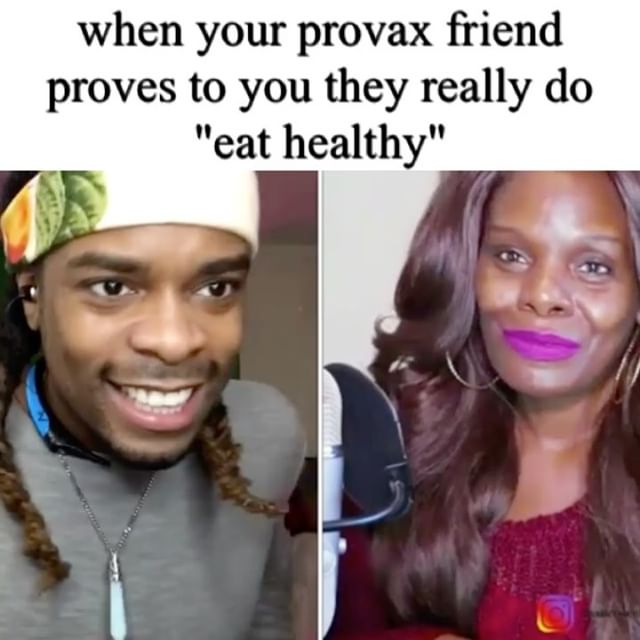 when your provax friend
proves to you they really do
"eat healthy"